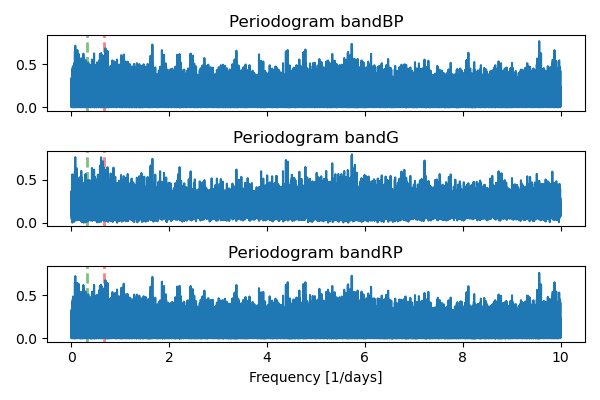 Periodogram bandBP
0.5
0.0
Periodogram bandG
0.5
0.0
Periodogram bandRP
0.5
0.0
0 2 4 6 8 10
Frequency [1/days]